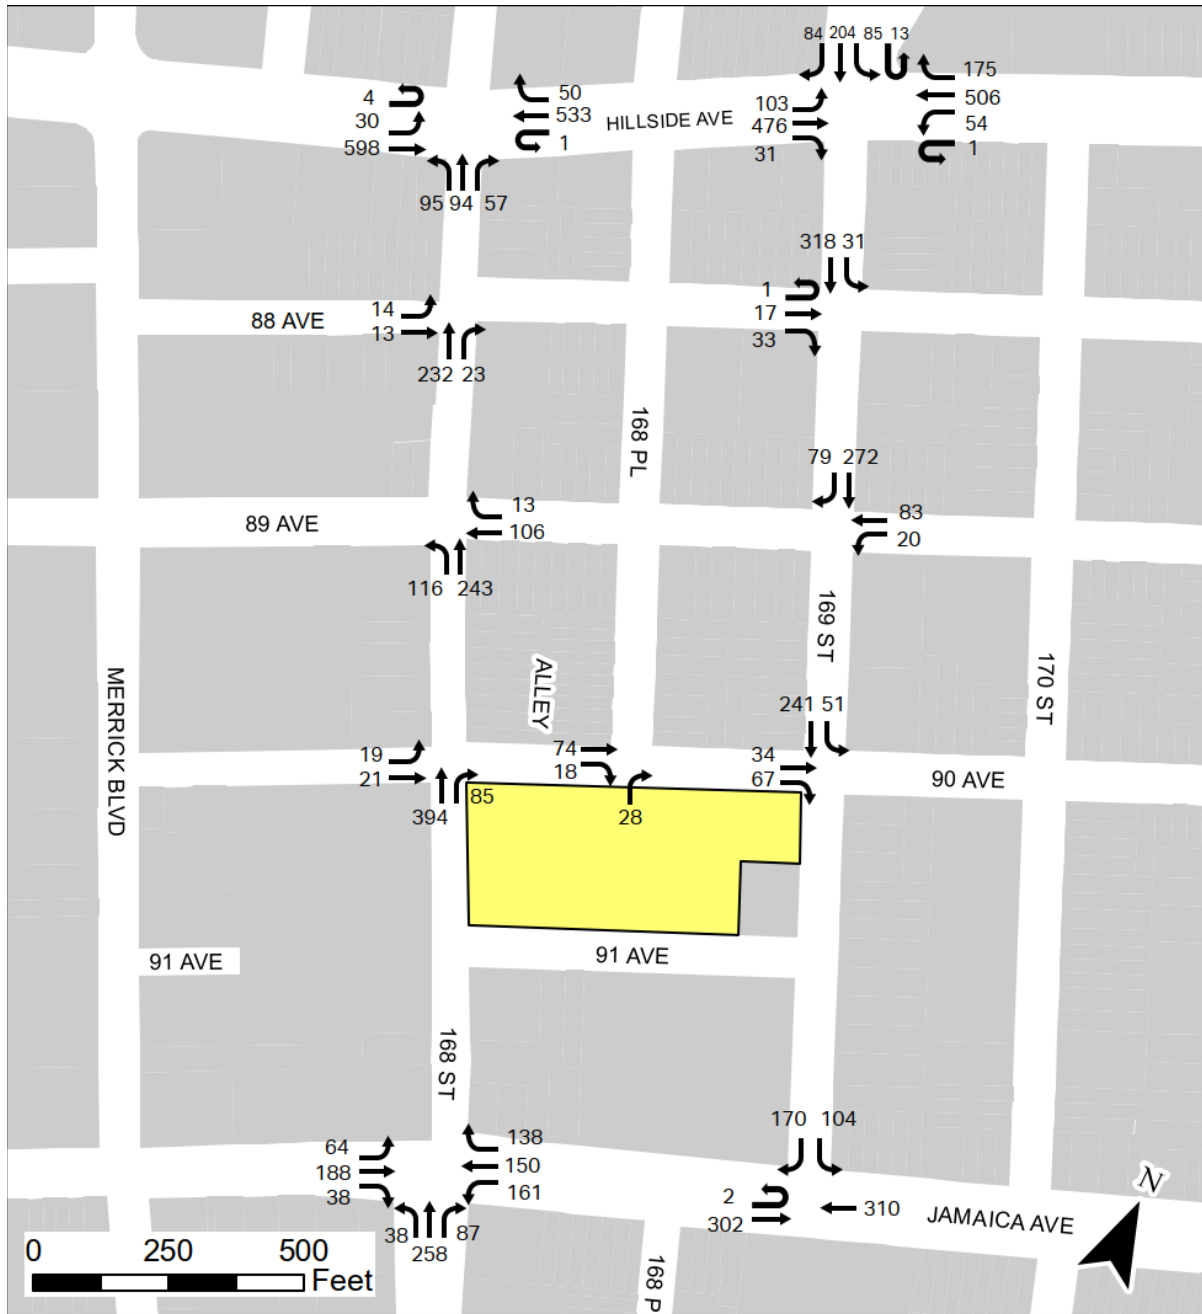 84 204 85 13
175
4
50
506
103
30
533
HILLSIDE AVE
476
54
598
1
31
1
95 94 57
318 31
1
14
17
88 AVE
13
33
232 23
168 PL
79 272
13
83
89 AVE
106
20
116 243
169 ST
ALLEY
170 ST
MERRICK BLVD
241 51
19
74
34
21
18
67
90 AVE
85
394
28
91 AVE
91 AVE
168 ST
170 104
64
138
188
150
38
161
N
2
302
310
JAMAICA AVE
38
258
87
0 250 500
Feet
168 P